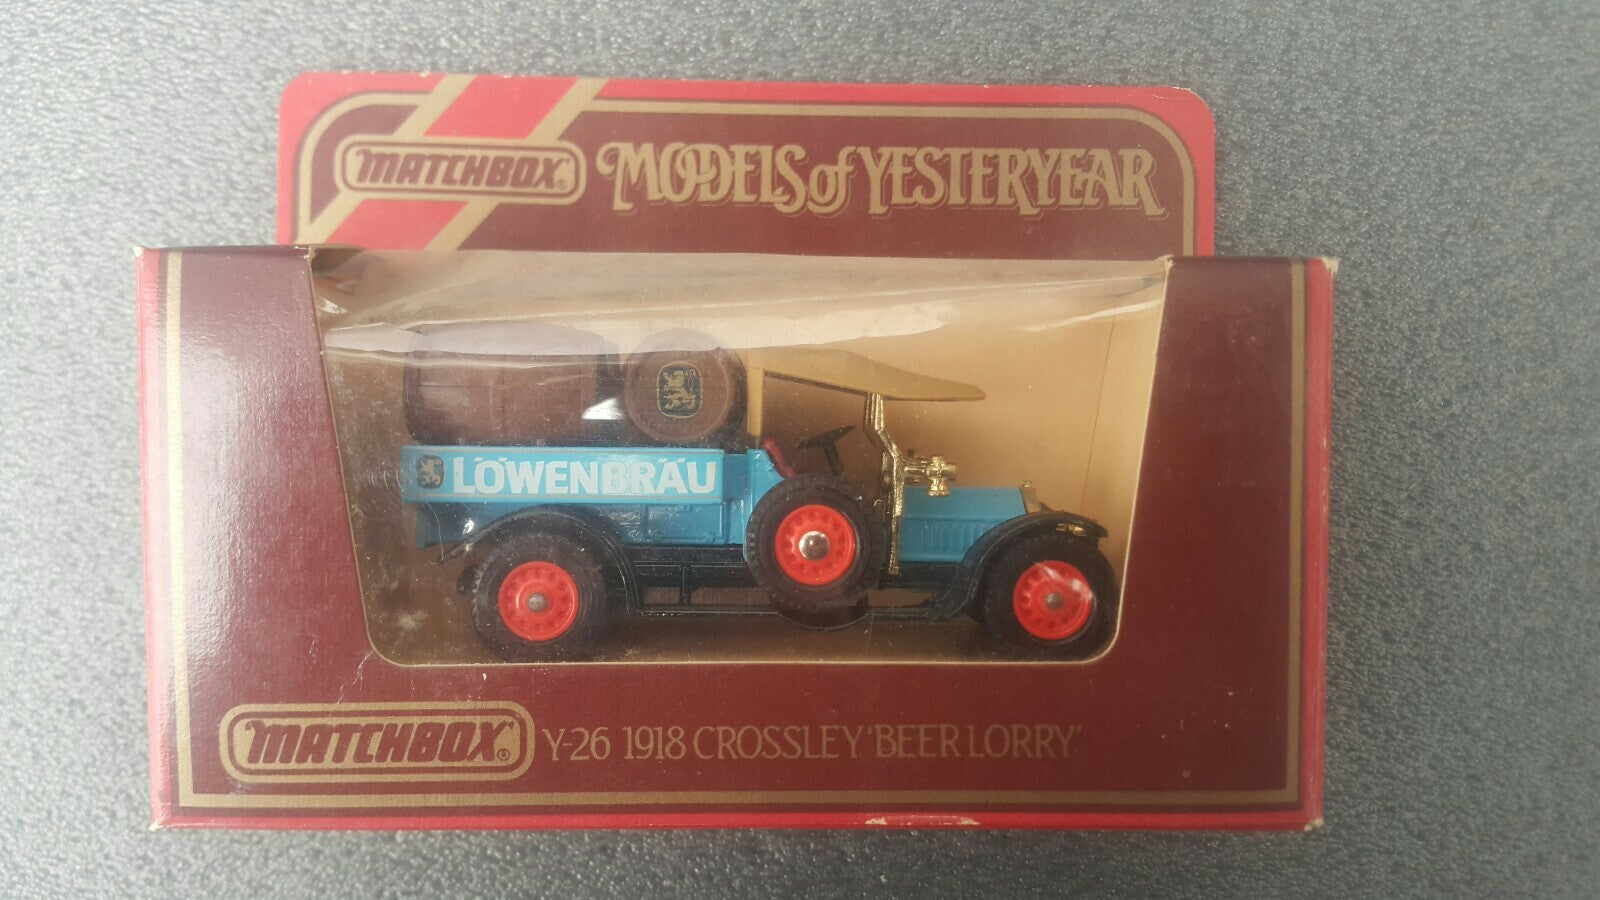 MATCHBOX® MODELS of YESTERYEAR
LÖWENBRÄU
MATCHBOX® Y-26 1918 CROSSLEY 'BEER LORRY'